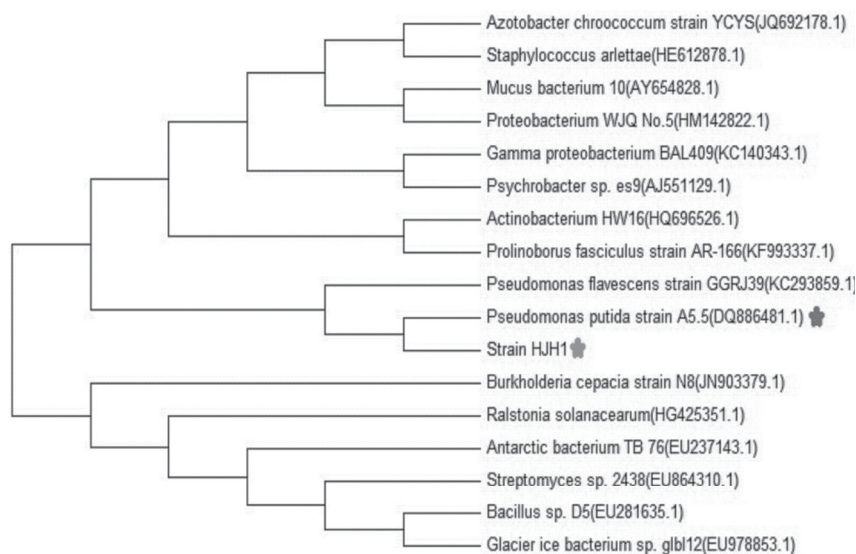 Azotobacter chroococcum strain YCYS(JQ692178.1)
Staphylococcus arlettae(HE612878.1)
Mucus bacterium 10(AY654828.1)
Proteobacterium WJQ No.5(HM142822.1)
Gamma proteobacterium BAL409(KC140343.1)
Psychrobacter sp. es9(AJ551129.1)
Actinobacterium HW16(HQ696526.1)
Prolinoborus fasciculus strain AR-166(KF993337.1)
Pseudomonas flavescens strain GGRJ39(KC293859.1)
Pseudomonas putida strain A5.5(DQ886481.1)
Strain HJH1
Burkholderia cepacia strain N8(JN903379.1)
Ralstonia solanacearum(HG425351.1)
Antarctic bacterium TB 76(EU237143.1)
Streptomyces sp. 2438(EU864310.1)
Bacillus sp. D5(EU281635.1)
Glacier ice bacterium sp. glbl12(EU978853.1)